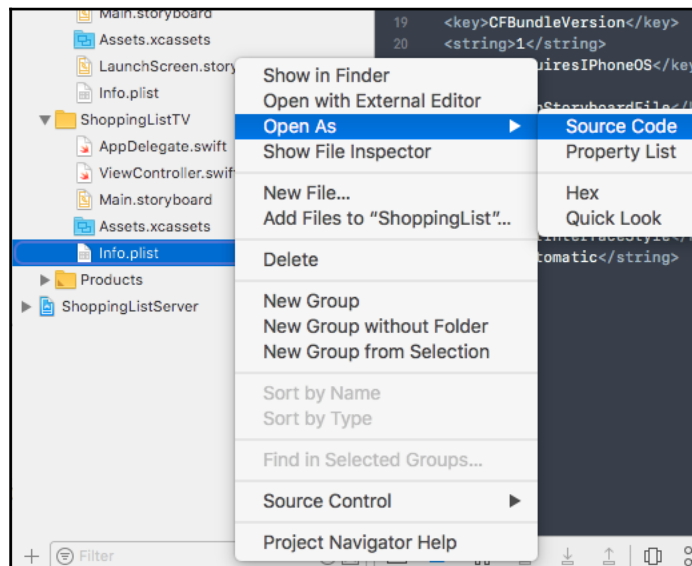 Main.storyboard
Assets.xcassets
LaunchScreen.story
Info.plist
ShoppingListTV
AppDelegate.swift
ViewController.swif
Main.storyboard
Assets.xcassets
Info.plist
Products
ShoppingListServer
Filter
19 <key>CFBundleVersion</key>
20 <string>1</string>
uiresIPhoneOS</key
nStoryboardFile</
InterfaceStyle</
tomatic</string>
Show in Finder
Open with External Editor
Open As
Show File Inspector
New File...
Add Files to “ShoppingList”...
Delete
New Group
New Group without Folder
New Group from Selection
Sort by Name
Sort by Type
Find in Selected Groups...
Source Control
Project Navigator Help
Source Code
Property List
Hex
Quick Look